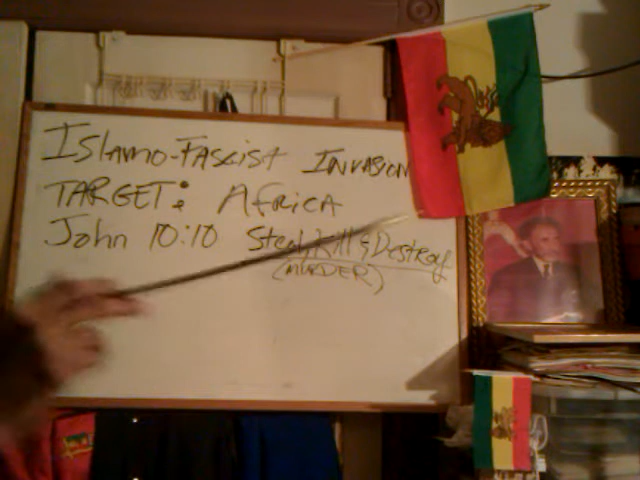 Islamo-Fascist Invasion
TARGET: Africa
John 10:10 Steal, Kill & Destroy
(MURDER)